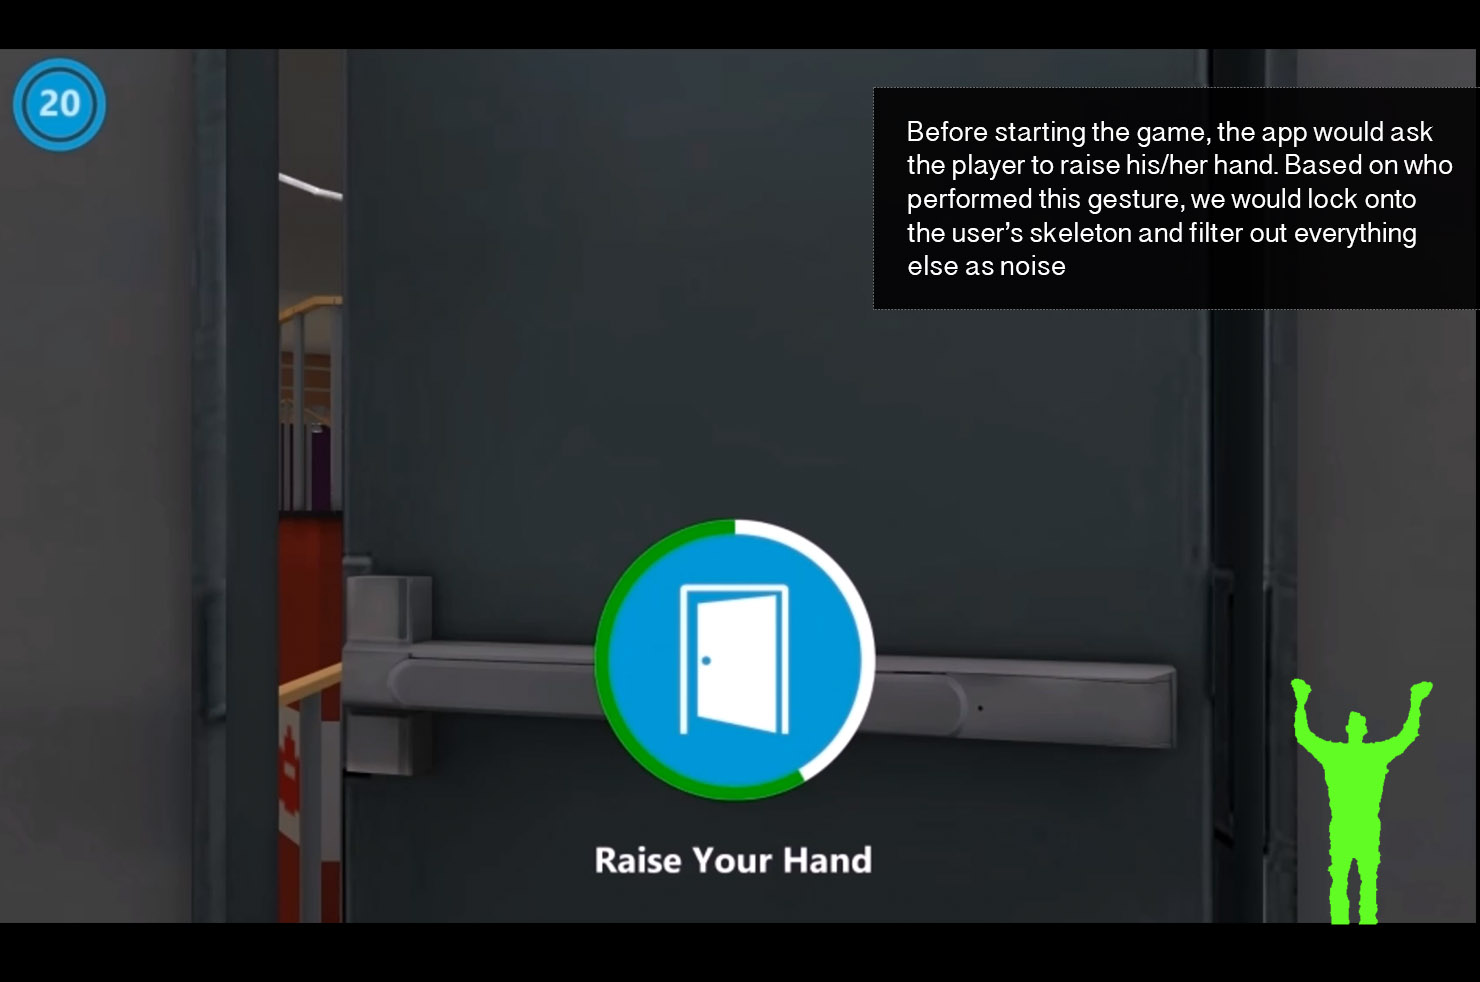 20
Before starting the game, the app would ask
the player to raise his/her hand. Based on who
performed this gesture, we would lock onto
the user’s skeleton and filter out everything
else as noise
Raise Your Hand